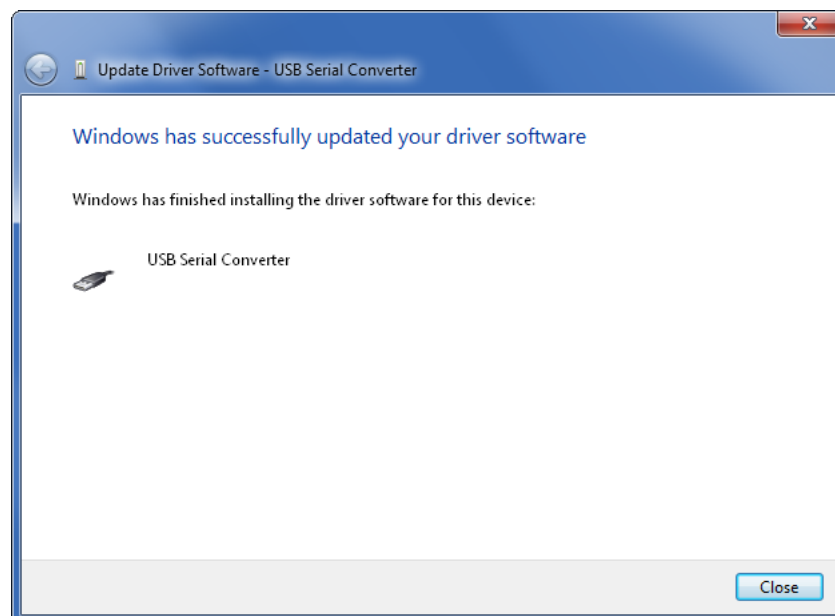 Update Driver Software - USB Serial Converter
Windows has successfully updated your driver software
Windows has finished installing the driver software for this device:
USB Serial Converter
Close